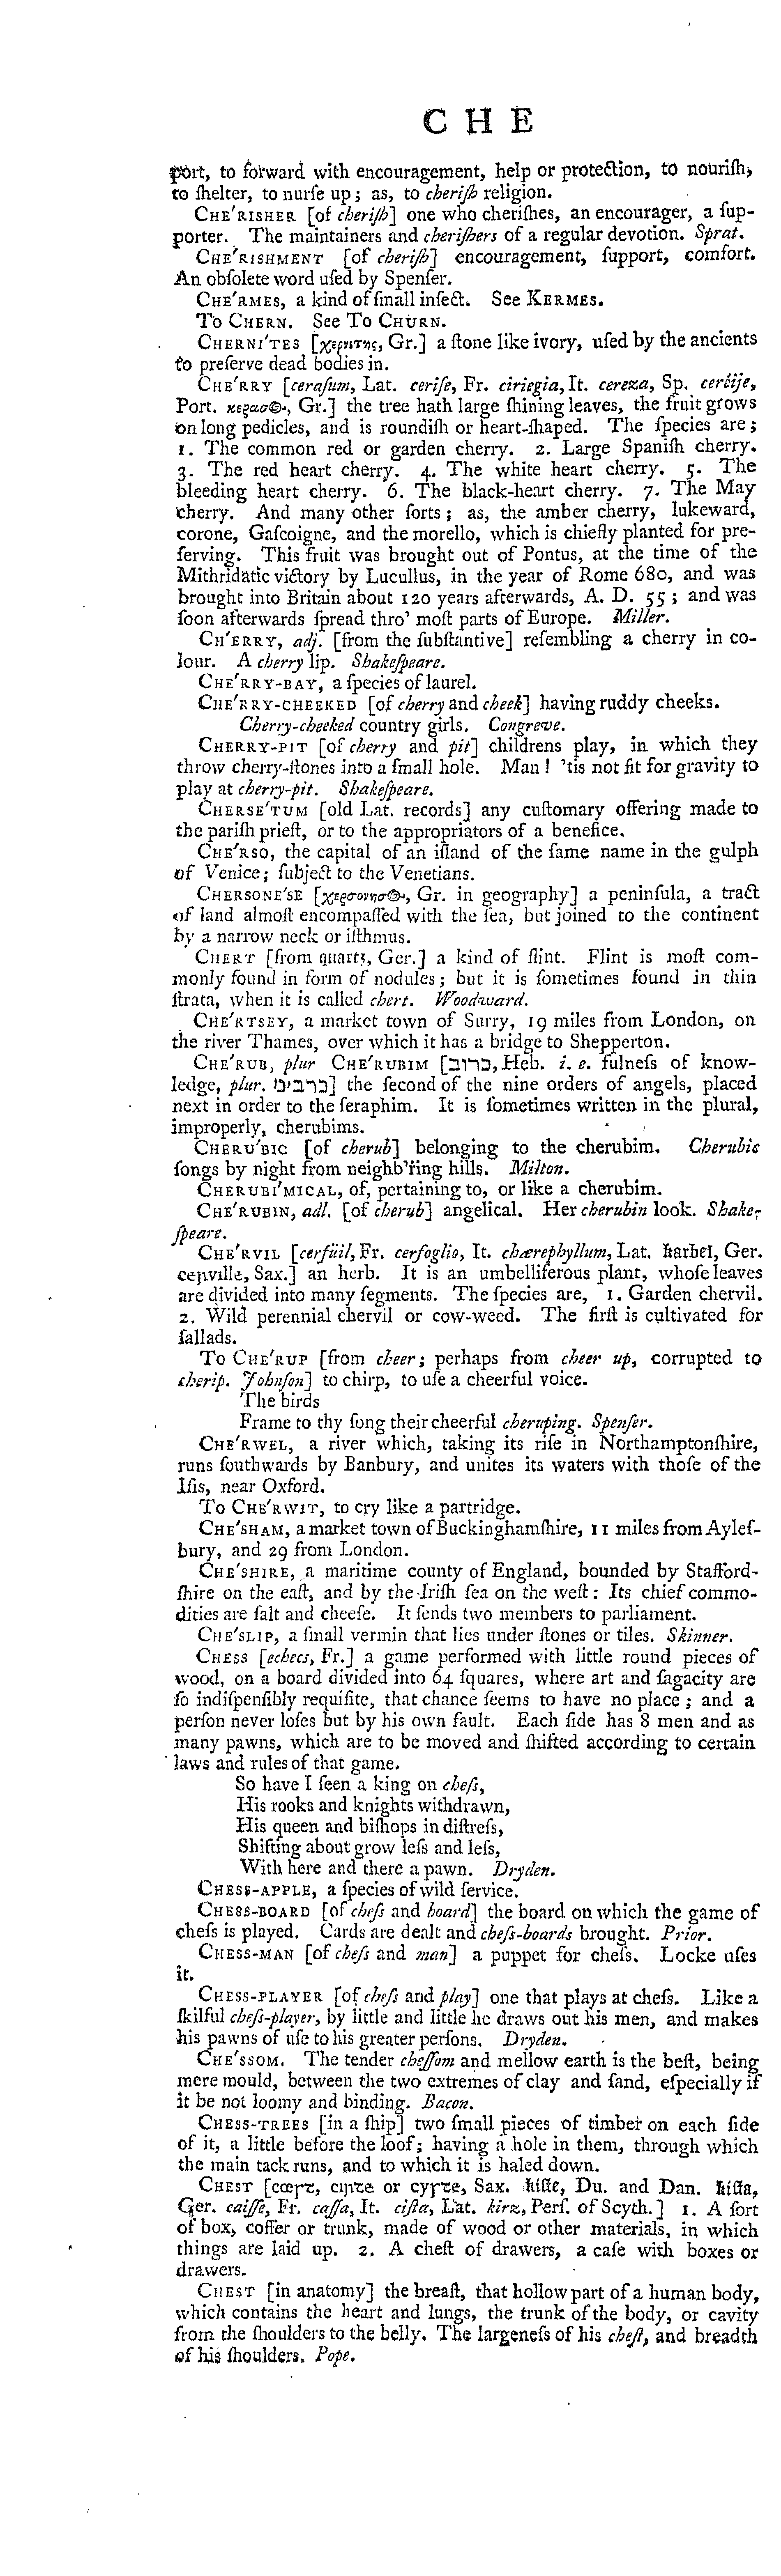 C H E
port, to forward with encouragement, help or protection, to nouriſh,
to ſhelter, to nurſe up; as, to cheriſh religion.
CHE'RISHER [of cheriſh] one who cheriſhes, an encourager, a ſup-
porter. The maintainers and cheriſhers of a regular devotion. Sprat.
CHE'RISHMENT [of cheriſh] encouragement, ſupport, comfort.
An obſolete word uſed by Spenſer.
CHE'RMES, a kind of ſmall inſect. See KERMES.
To CHERN. See To CHURN.
CHERNI'TES [χερνιτης, Gr.] a ſtone like ivory, uſed by the ancients
to preſerve dead bodies in.
CHE'RRY [ceraſum, Lat. ceriſe, Fr. ciriegia, It. cereza, Sp. ceréije,
Port. κερασ☉, Gr.] the tree hath large ſhining leaves, the fruit grows
on long pedicles, and is roundiſh or heart-ſhaped. The ſpecies are;
1. The common red or garden cherry. 2. Large Spaniſh cherry.
3. The red heart cherry. 4. The white heart cherry. 5. The
bleeding heart cherry. 6. The black-heart cherry. 7. The May
cherry. And many other ſorts; as, the amber cherry, lukeward,
corone, Gaſcoigne, and the morello, which is chiefly planted for pre-
ſerving. This fruit was brought out of Pontus, at the time of the
Mithridatic victory by Lucullus, in the year of Rome 680, and was
brought into Britain about 120 years afterwards, A. D. 55; and was
ſoon afterwards ſpread thro' moſt parts of Europe. Miller.
CH'ERRY, adj. [from the ſubſtantive] reſembling a cherry in co-
lour. A cherry lip. Shakeſpeare.
CHE'RRY-BAY, a ſpecies of laurel.
CHE'RRY-CHEEKED [of cherry and cheek] having ruddy cheeks.
Cherry-cheeked country girls. Congreve.
CHERRY-PIT [of cherry and pit] childrens play, in which they
throw cherry-ſtones into a ſmall hole. Man! 'tis not fit for gravity to
play at cherry-pit. Shakeſpeare.
CHERSE'TUM [old Lat. records] any cuſtomary offering made to
the pariſh prieſt, or to the appropriators of a benefice.
CHE'RSO, the capital of an iſland of the ſame name in the gulph
of Venice; ſubject to the Venetians.
CHERSONE'SE [χερσονησ☉, Gr. in geography] a peninſula, a tract
of land almoſt encompaſſed with the ſea, but joined to the continent
by a narrow neck or iſthmus.
CHERT [from quartz, Ger.] a kind of flint. Flint is moſt com-
monly found in form of nodules; but it is ſometimes found in thin
ſtrata, when it is called chert. Woodward.
CHE'RTSEY, a market town of Surry, 19 miles from London, on
the river Thames, over which it has a bridge to Shepperton.
CHE'RUB, plur CHE'RUBIM [כרוב, Heb. i. e. fulneſs of know-
ledge, plur. כרבים] the ſecond of the nine orders of angels, placed
next in order to the ſeraphim. It is ſometimes written in the plural,
improperly, cherubims.
CHERU'BIC [of cherub] belonging to the cherubim. Cherubic
ſongs by night from neighb'ring hills. Milton.
CHERUBI'MICAL, of, pertaining to, or like a cherubim.
CHE'RUBIN, adl. [of cherub] angelical. Her cherubin look. Shake-
ſpeare.
CHE'RVIL [cerfüil, Fr. cerfoglio, It. chærephyllum, Lat. karbel, Ger.
cenville, Sax.] an herb. It is an umbelliferous plant, whoſe leaves
are divided into many ſegments. The ſpecies are, 1. Garden chervil.
2. Wild perennial chervil or cow-weed. The firſt is cultivated for
ſallads.
To CHE'RUP [from cheer; perhaps from cheer up, corrupted to
cherip. Johnſon] to chirp, to uſe a cheerful voice.
The birds
Frame to thy ſong their cheerful cheruping. Spenſer.
CHE'RWEL, a river which, taking its riſe in Northamptonſhire,
runs ſouthwards by Banbury, and unites its waters with thoſe of the
Iſis, near Oxford.
To CHE'RWIT, to cry like a partridge.
CHE'SHAM, a market town of Buckinghamſhire, 11 miles from Ayleſ-
bury, and 29 from London.
CHE'SHIRE, a maritime county of England, bounded by Stafford-
ſhire on the eaſt, and by the Iriſh ſea on the weſt: Its chief commo-
dities are ſalt and cheeſe. It ſends two members to parliament.
CHE'SLIP, a ſmall vermin that lies under ſtones or tiles. Skinner.
CHESS [echecs, Fr.] a game performed with little round pieces of
wood, on a board divided into 64 ſquares, where art and ſagacity are
ſo indiſpenſibly requiſite, that chance ſeems to have no place; and a
perſon never loſes but by his own fault. Each ſide has 8 men and as
many pawns, which are to be moved and ſhifted according to certain
laws and rules of that game.
So have I ſeen a king on cheſs,
His rooks and knights withdrawn,
His queen and biſhops in diſtreſs,
Shifting about grow leſs and leſs,
With here and there a pawn. Dryden.
CHESS-APPLE, a ſpecies of wild ſervice.
CHESS-BOARD [of cheſs and board] the board on which the game of
cheſs is played. Cards are dealt and cheſs-boards brought. Prior.
CHESS-MAN [of cheſs and man] a puppet for cheſs. Locke uſes
it.
CHESS-PLAYER [of cheſs and play] one that plays at cheſs. Like a
ſkilful cheſs-player, by little and little he draws out his men, and makes
his pawns of uſe to his greater perſons. Dryden.
CHE'SSOM. The tender cheſſom and mellow earth is the beſt, being
mere mould, between the two extremes of clay and ſand, eſpecially if
it be not loomy and binding. Bacon.
CHESS-TREES [in a ſhip] two ſmall pieces of timber on each ſide
of it, a little before the loof; having a hole in them, through which
the main tack runs, and to which it is haled down.
CHEST [or Sax. kiſte, Du. and Dan. kiſta,
Ger. caiſſe, Fr. caſſa, It. ciſta, Lat. kirz, Perſ. of Scyth.] 1. A ſort
of box, coffer or trunk, made of wood or other materials, in which
things are laid up. 2. A cheſt of drawers, a caſe with boxes or
drawers.
CHEST [in anatomy] the breaſt, that hollow part of a human body,
which contains the heart and lungs, the trunk of the body, or cavity
from the ſhoulders to the belly. The largeneſs of his cheſt, and breadth
of his ſhoulders. Pope.